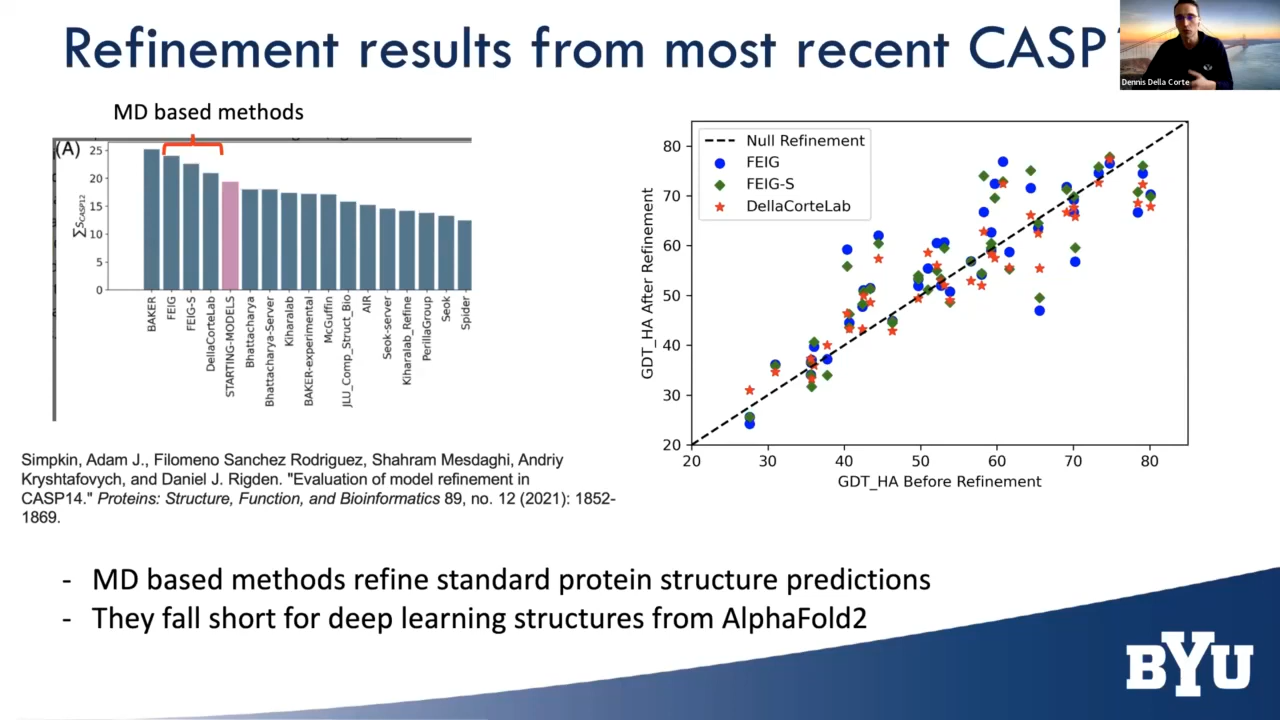 Refinement results from most recent CASP
Dennis Della Corte
MD based methods
(A)
25
20
15
10
5
0
∑S_CASP12
BAKER
FEIG
FEIG-S
DellaCorteLab
STARTING-MODELS
Bhattacharya
Bhattacharya-Server
Kiharalab
BAKER-experimental
McGuffin
JLU_Comp_Struct_Bio
AIR
Seok-server
Kiharalab_Refine
PerillaGroup
Seok
Spider
Null Refinement
FEIG
FEIG-S
DellaCorteLab
GDT_HA After Refinement
80
70
60
50
40
30
20
20 30 40 50 60 70 80
GDT_HA Before Refinement
Simpkin, Adam J., Filomeno Sanchez Rodriguez, Shahram Mesdaghi, Andriy
Kryshtafovych, and Daniel J. Rigden. "Evaluation of model refinement in
CASP14." Proteins: Structure, Function, and Bioinformatics 89, no. 12 (2021): 1852-
1869.
- MD based methods refine standard protein structure predictions
- They fall short for deep learning structures from AlphaFold2
BYU